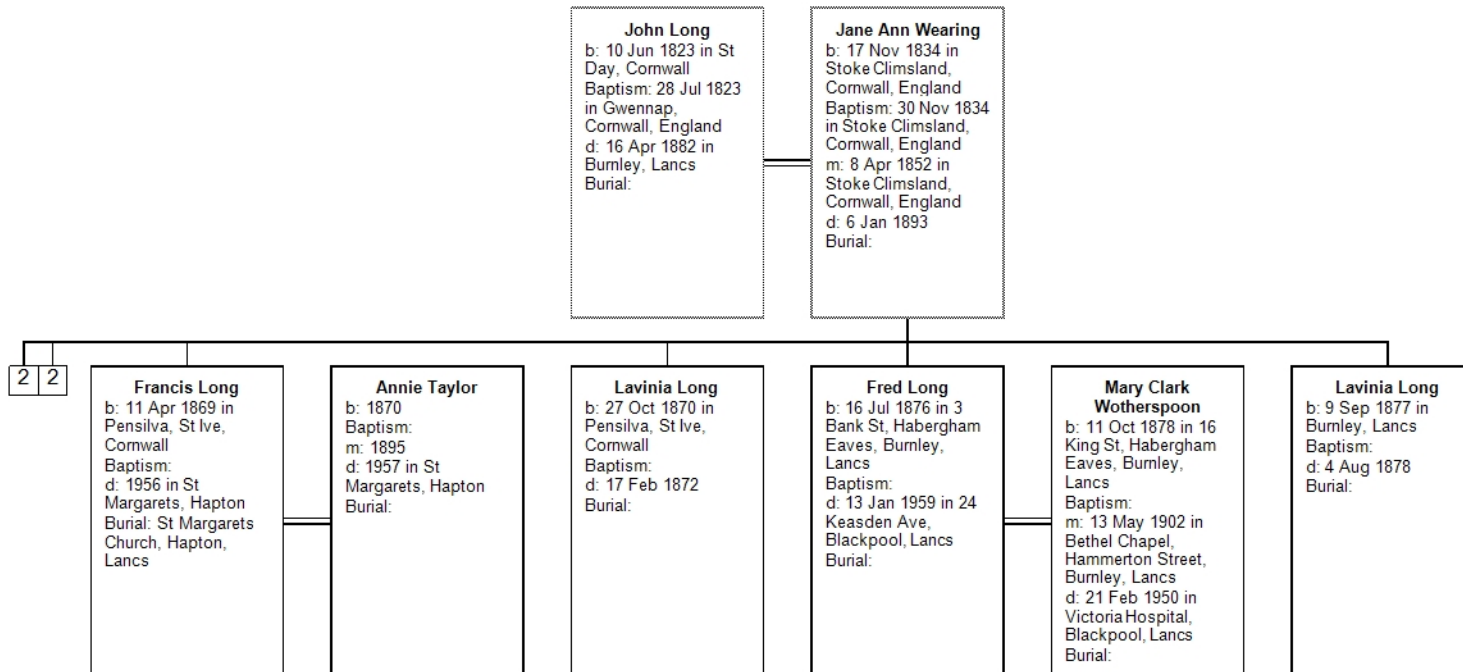 John Long
b: 10 Jun 1823 in St
Day, Cornwall
Baptism: 28 Jul 1823
in Gwennap,
Cornwall, England
d: 16 Apr 1882 in
Burnley, Lancs
Burial:
Jane Ann Wearing
b: 17 Nov 1834 in
Stoke Climsland,
Cornwall, England
Baptism: 30 Nov 1834
in Stoke Climsland,
Cornwall, England
m: 8 Apr 1852 in
Stoke Climsland,
Cornwall, England
d: 6 Jan 1893
Burial:
2 2
Francis Long
b: 11 Apr 1869 in
Pensilva, St Ive,
Cornwall
Baptism:
d: 1956 in St
Margarets, Hapton
Burial: St Margarets
Church, Hapton,
Lancs
Annie Taylor
b: 1870
Baptism:
m: 1895
d: 1957 in St
Margarets, Hapton
Burial:
Lavinia Long
b: 27 Oct 1870 in
Pensilva, St Ive,
Cornwall
Baptism:
d: 17 Feb 1872
Burial:
Fred Long
b: 16 Jul 1876 in 3
Bank St, Habergham
Eaves, Burnley,
Lancs
Baptism:
d: 13 Jan 1959 in 24
Keasden Ave,
Blackpool, Lancs
Burial:
Mary Clark
Wotherspoon
b: 11 Oct 1878 in 16
King St, Habergham
Eaves, Burnley,
Lancs
Baptism:
m: 13 May 1902 in
Bethel Chapel,
Hammerton Street,
Burnley, Lancs
d: 21 Feb 1950 in
Victoria Hospital,
Blackpool, Lancs
Burial:
Lavinia Long
b: 9 Sep 1877 in
Burnley, Lancs
Baptism:
d: 4 Aug 1878
Burial: